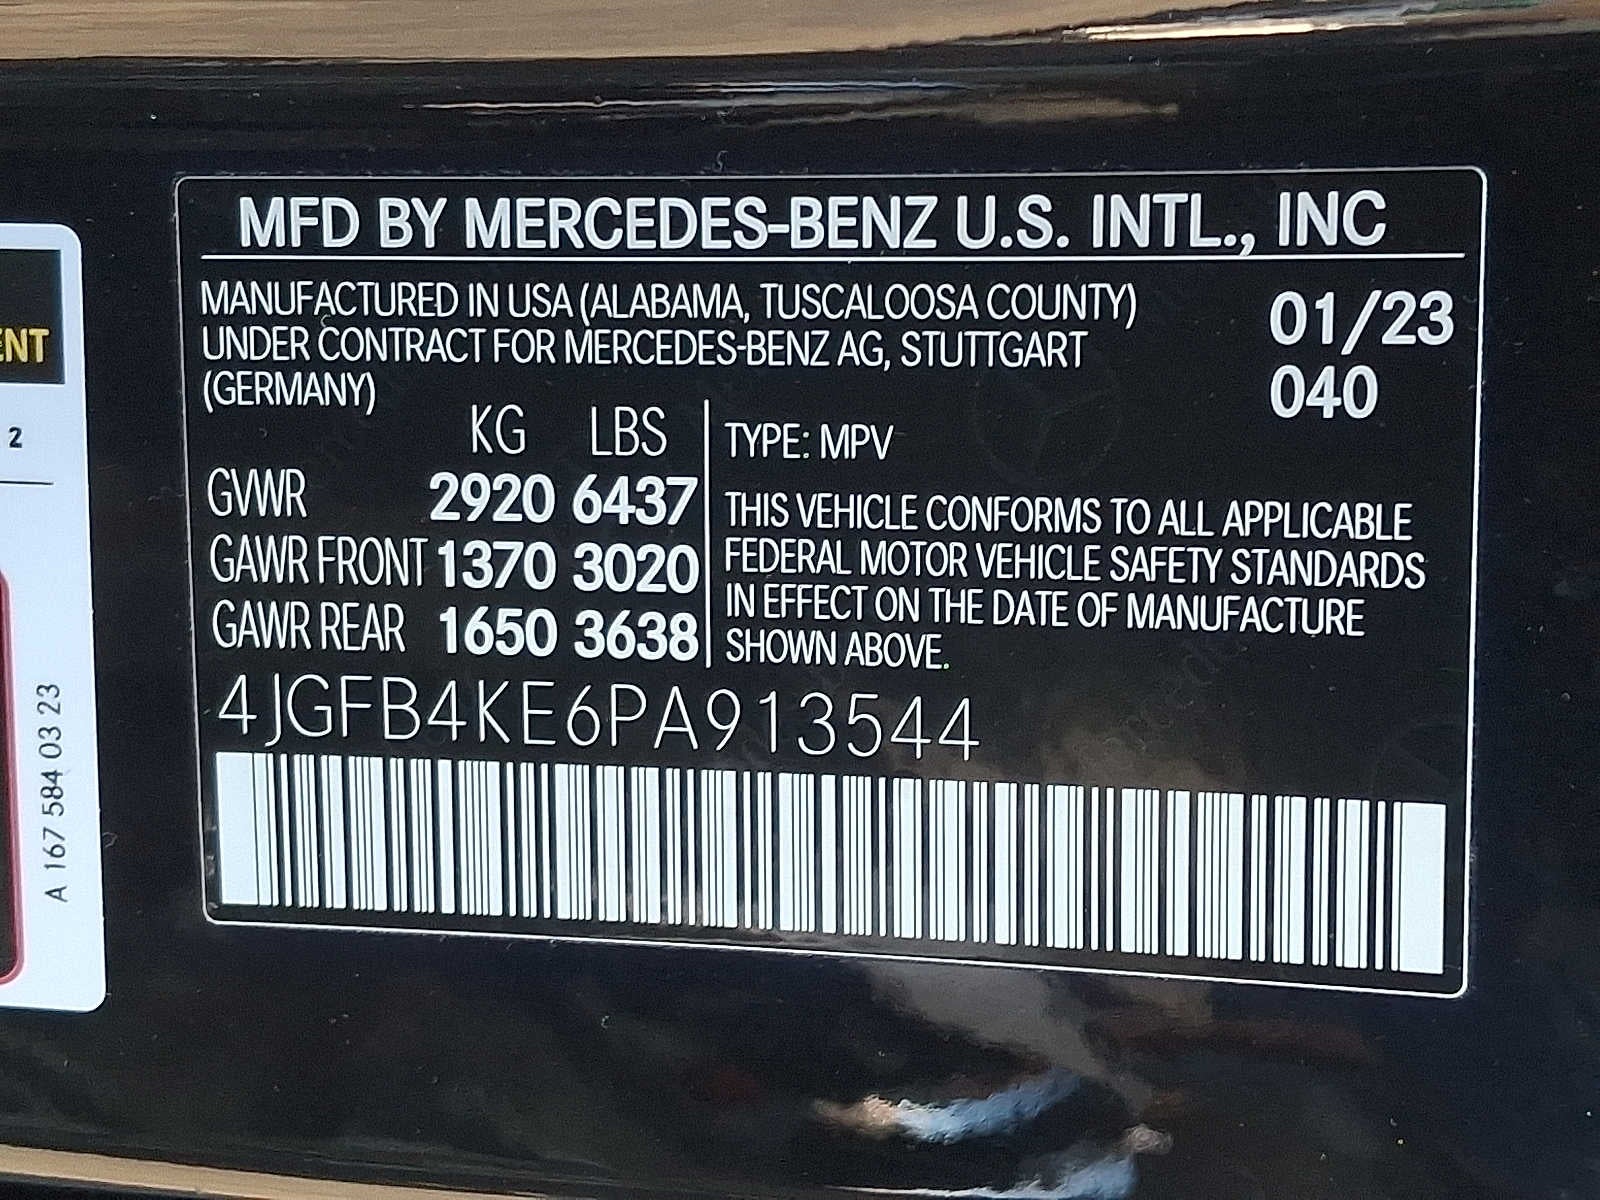 MFD BY MERCEDES-BENZ U.S. INTL., INC
MANUFACTURED IN USA (ALABAMA, TUSCALOOSA COUNTY)
UNDER CONTRACT FOR MERCEDES-BENZ AG, STUTTGART
(GERMANY)
01/23
040
KG LBS
GVWR 2920 6437
GAWR FRONT 1370 3020
GAWR REAR 1650 3638
TYPE: MPV
THIS VEHICLE CONFORMS TO ALL APPLICABLE
FEDERAL MOTOR VEHICLE SAFETY STANDARDS
IN EFFECT ON THE DATE OF MANUFACTURE
SHOWN ABOVE.
4JGFB4KE6PA913544
ENT
2
A 167 584 03 23